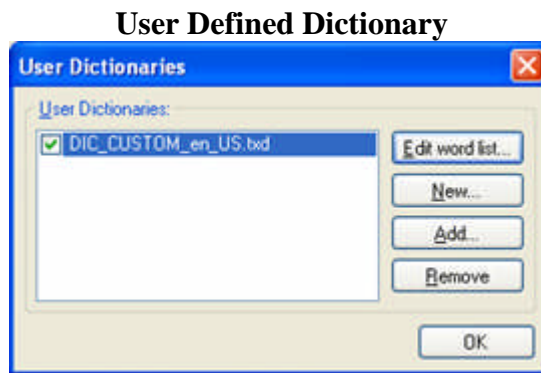 User Defined Dictionary
User Dictionaries
User Dictionaries:
DIC_CUSTOM_en_US.txd
Edit word list...
New...
Add...
Remove
OK